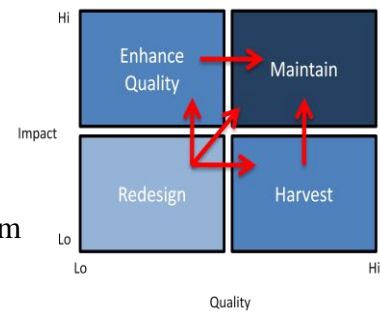 Hi
Enhance
Quality
Maintain
Impact
Redesign
Harvest
m
Lo
Lo
Hi
Quality